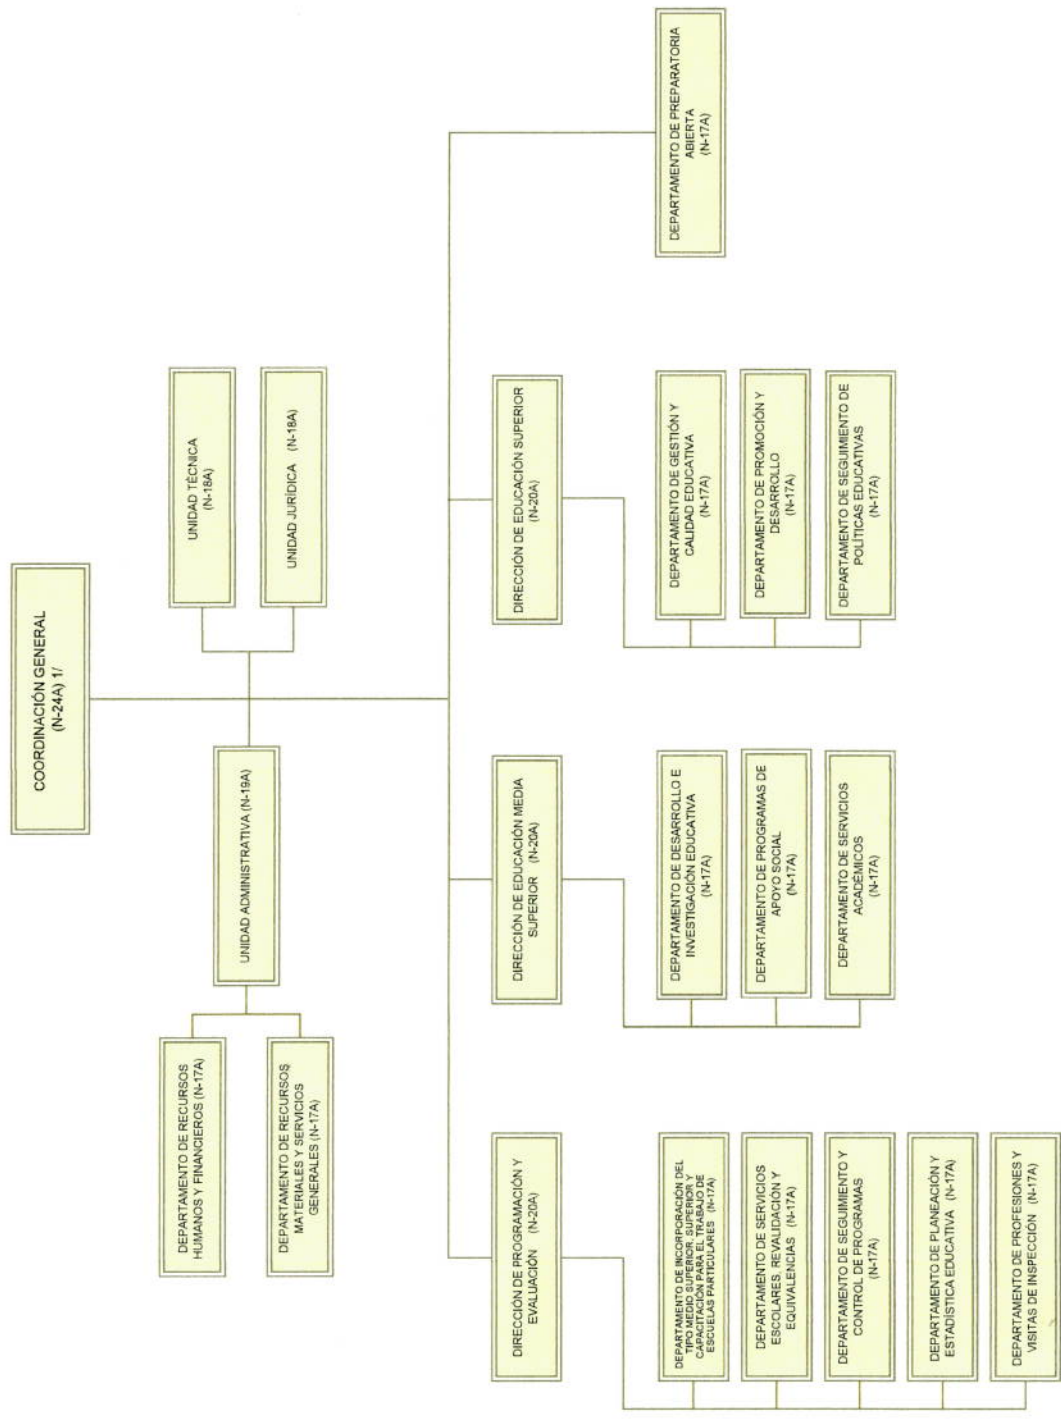 COORDINACIÓN GENERAL
(N-24A) 1/
UNIDAD TÉCNICA
(N-18A)
UNIDAD JURÍDICA (N-18A)
UNIDAD ADMINISTRATIVA (N-19A)
DEPARTAMENTO DE RECURSOS
HUMANOS Y FINANCIEROS (N-17A)
DEPARTAMENTO DE RECURSOS
MATERIALES Y SERVICIOS
GENERALES (N-17A)
DIRECCIÓN DE PROGRAMACIÓN Y
EVALUACIÓN (N-20A)
DEPARTAMENTO DE INCORPORACIÓN DEL
TIPO MEDIO SUPERIOR, SUPERIOR Y
CAPACITACIÓN PARA EL TRABAJO DE
ESCUELAS PARTICULARES (N-17A)
DEPARTAMENTO DE SERVICIOS
ESCOLARES, REVALIDACIÓN Y
EQUIVALENCIAS (N-17A)
DEPARTAMENTO DE SEGUIMIENTO Y
CONTROL DE PROGRAMAS
(N-17A)
DEPARTAMENTO DE PLANEACIÓN Y
ESTADÍSTICA EDUCATIVA (N-17A)
DEPARTAMENTO DE PROFESIONES Y
VISITAS DE INSPECCIÓN (N-17A)
DIRECCIÓN DE EDUCACIÓN MEDIA
SUPERIOR (N-20A)
DEPARTAMENTO DE DESARROLLO E
INVESTIGACIÓN EDUCATIVA
(N-17A)
DEPARTAMENTO DE PROGRAMAS DE
APOYO SOCIAL
(N-17A)
DEPARTAMENTO DE SERVICIOS
ACADÉMICOS
(N-17A)
DIRECCIÓN DE EDUCACIÓN SUPERIOR
(N-20A)
DEPARTAMENTO DE GESTIÓN Y
CALIDAD EDUCATIVA
(N-17A)
DEPARTAMENTO DE PROMOCIÓN Y
DESARROLLO
(N-17A)
DEPARTAMENTO DE SEGUIMIENTO DE
POLÍTICAS EDUCATIVAS
(N-17A)
DEPARTAMENTO DE PREPARATORIA
ABIERTA
(N-17A)